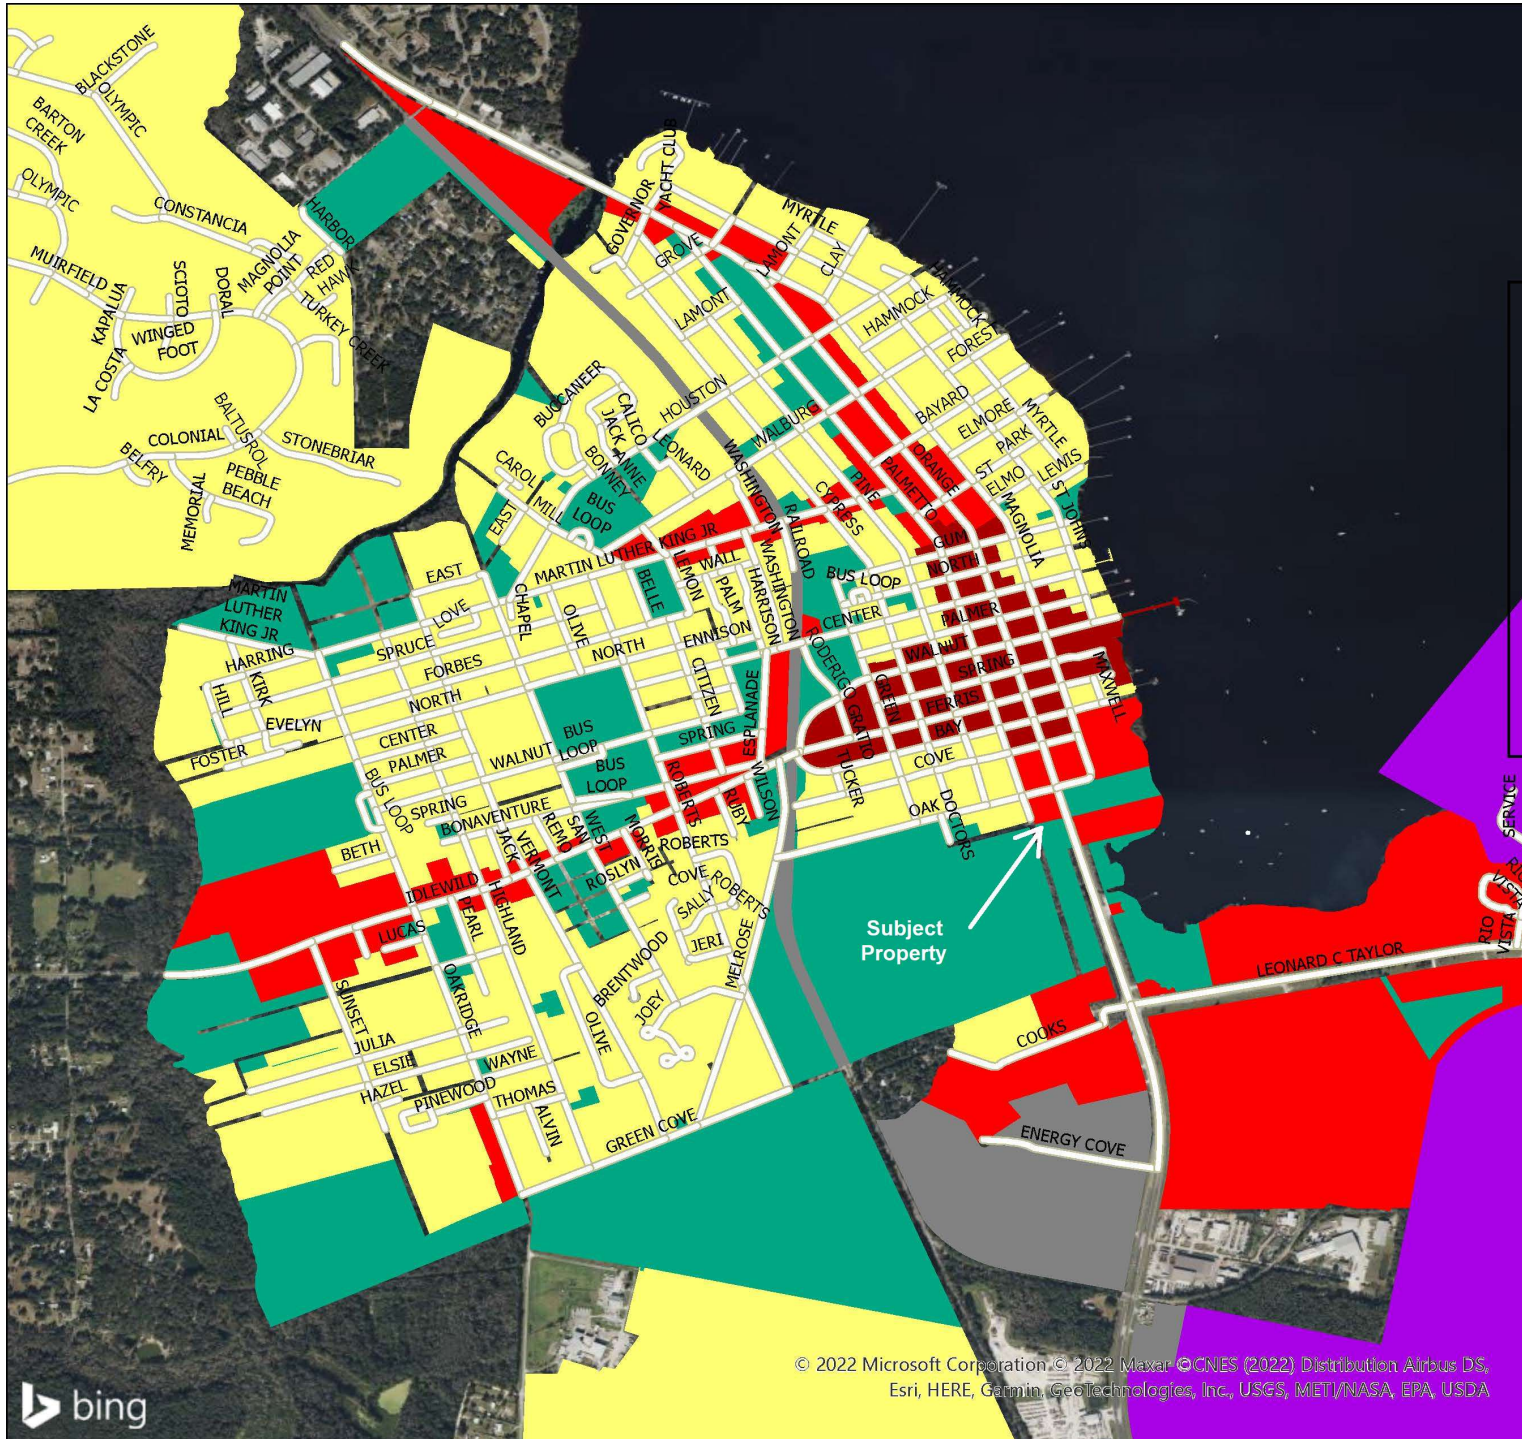 BLACKSTONE
OLYMPIC
BARTON
CREEK
OLYMPIC
CONSTANCIA
HARBOR
MAGNOLIA
POINT
RED
HAWK
MUIRFIELD
KAPALUA
SCIOTO
DORAL
TURKEY CREEK
WINGED
FOOT
LA COSTA
BALTUSROL
COLONIAL
STONEBRIAR
BELFRY
PEBBLE
BEACH
MEMORIAL
YACHT CLUB
GOVERNOR
GROVE
MYRTLE
LAMONT
CLAY
LAMONT
HAMMOCK
HAMMOCK
FOREST
BUCCANEER
CALICO
JACK
HOUSTON
ANNE
BONNEY
LEONARD
WALBURG
BAYARD
ELMORE
MYRTLE
PARK
ST
ELMO
LEWIS
ST JOHNS
CAROL
MILL
EAST
BUS
LOOP
WASHINGTON
RAILROAD
CYPRESS
PINE
PALMETTO
ORANGE
MAGNOLIA
GUM
NORTH
MARTIN LUTHER KING JR
LEMON
WALL
WASHINGTON
BUS LOOP
EAST
MARTIN
LUTHER
KING JR
LOVE
CHAPEL
OLIVE
BELLE
PALM
HARRISON
CENTER
PALMER
HARRING
SPRUCE
FORBES
NORTH
ENNISON
RODERIGO
WALNUT
SPRING
HILL
KIRK
NORTH
CITIZEN
GREEN
FERRIS
MAXWELL
EVELYN
CENTER
BUS
LOOP
SPRING
ESPLANADE
GRATIO
BAY
FOSTER
PALMER
WALNUT
BUS
LOOP
TUCKER
COVE
BUS LOOP
SPRING
BONAVENTURE
ROBERTS
RUBY
WILSON
OAK
DOCTORS
BETH
JACK
VERMONT
REMO
SAN
WEST
MORRIS
ROBERTS
ROSLYN
COVE
ROBERTS
IDLEWILD
PEARL
HIGHLAND
SALLY
LUCAS
JERI
MELROSE
Subject
Property
SERVICE
RIO
VISTA
RIO
VISTA
LEONARD C TAYLOR
SUNSET
OAKRIDGE
BRENTWOOD
JOEY
OLIVE
COOKS
JULIA
ELSIE
WAYNE
HAZEL
PINEWOOD
THOMAS
ALVIN
GREEN COVE
ENERGY COVE
© 2022 Microsoft Corporation © 2022 Maxar ©CNES (2022) Distribution Airbus DS,
Esri, HERE, Garmin, GeoTechnologies, Inc., USGS, METI/NASA, EPA, USDA
bing